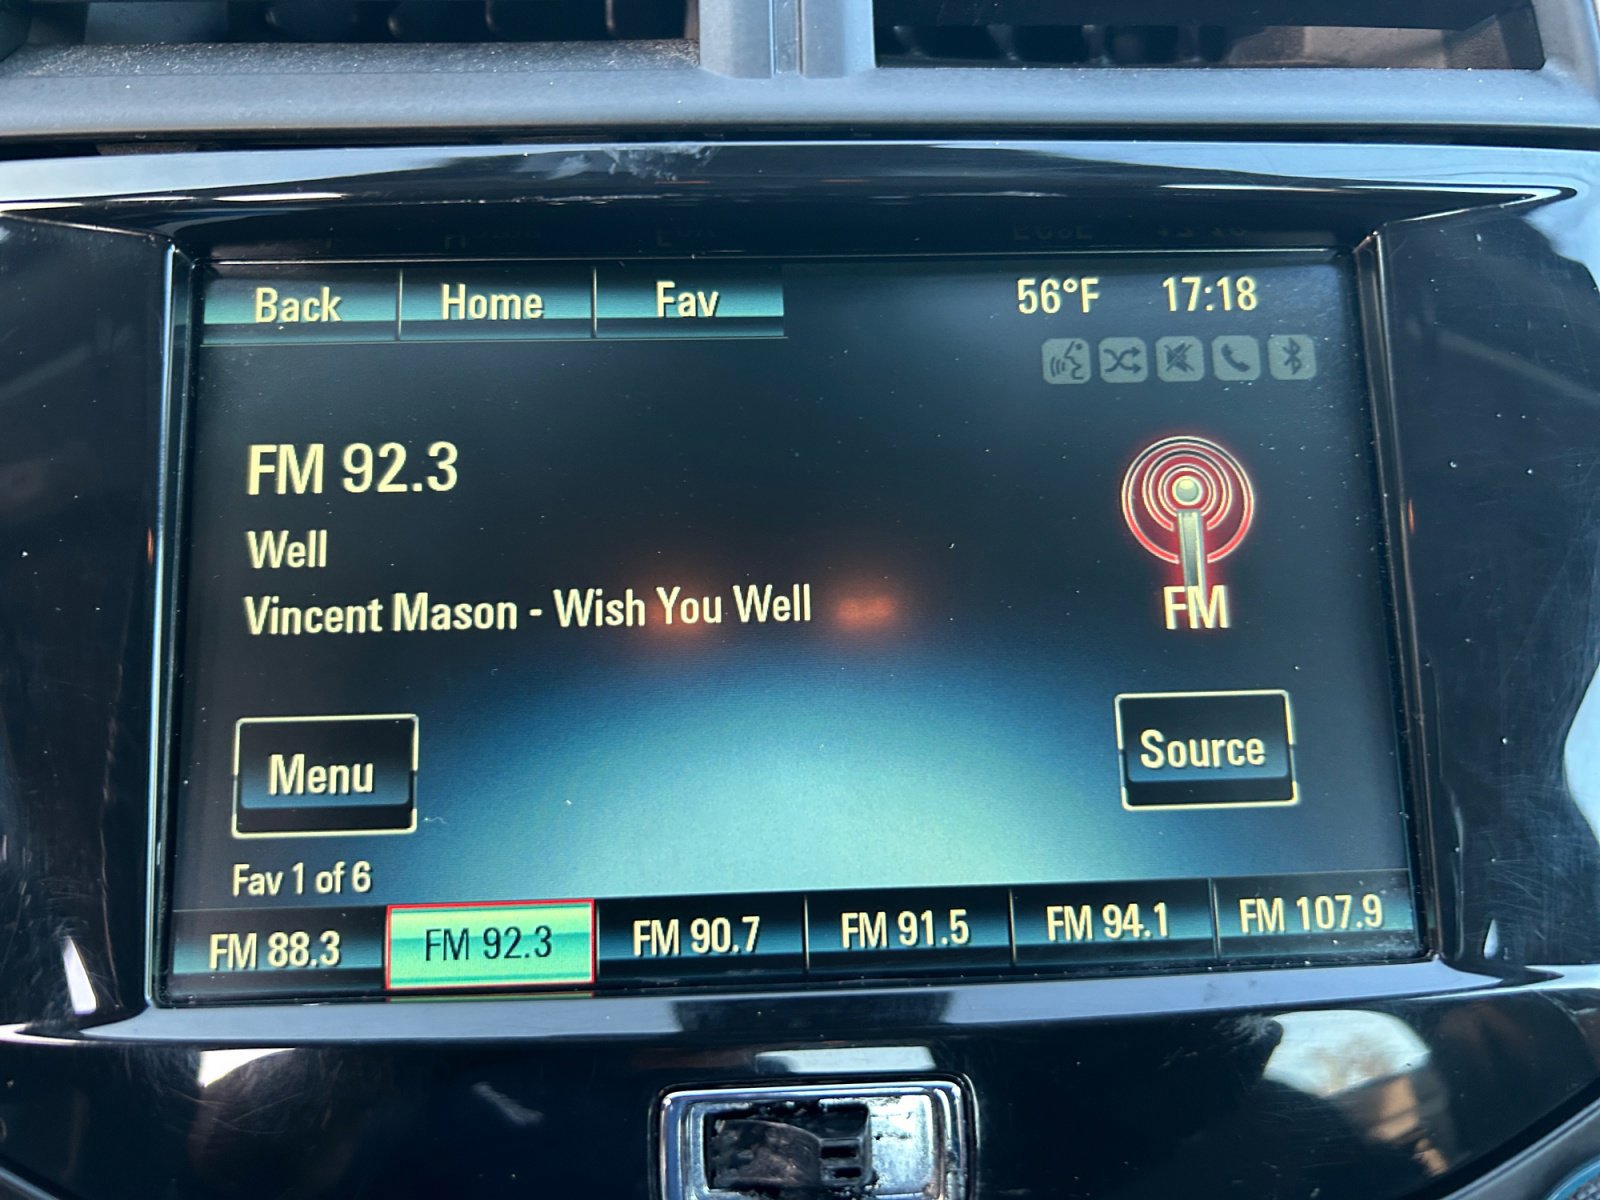 Back Home Fav 56°F 17:18
FM 92.3
Well
Vincent Mason - Wish You Well
FM
Menu
Source
Fav 1 of 6
FM 88.3 FM 92.3 FM 90.7 FM 91.5 FM 94.1 FM 107.9